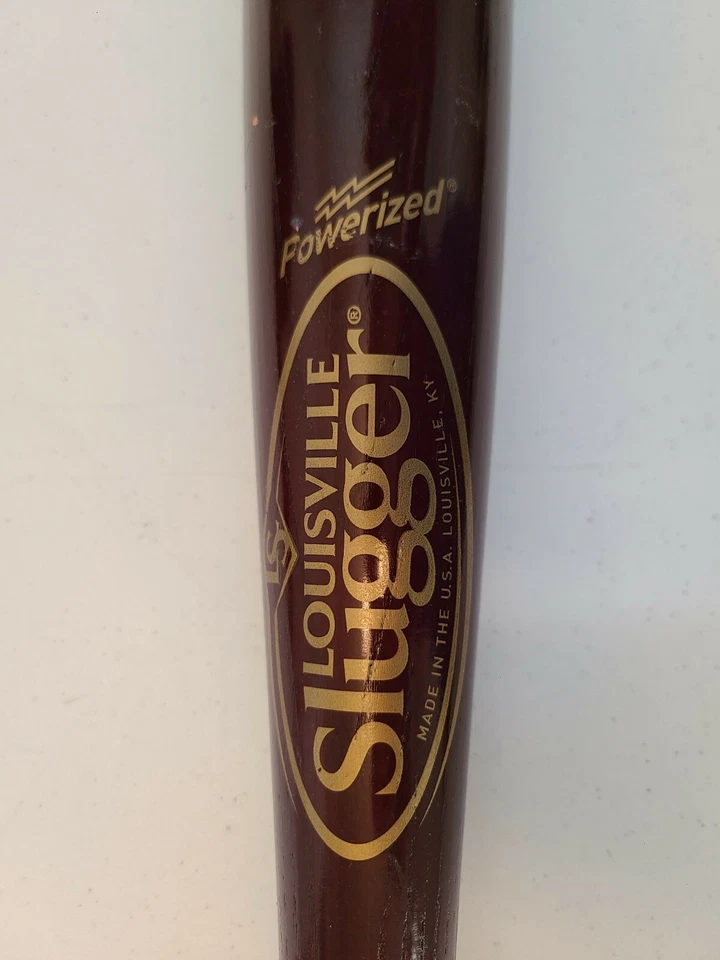 Powerized®
LS
LOUISVILLE
Slugger®
MADE IN THE U.S.A. LOUISVILLE, KY